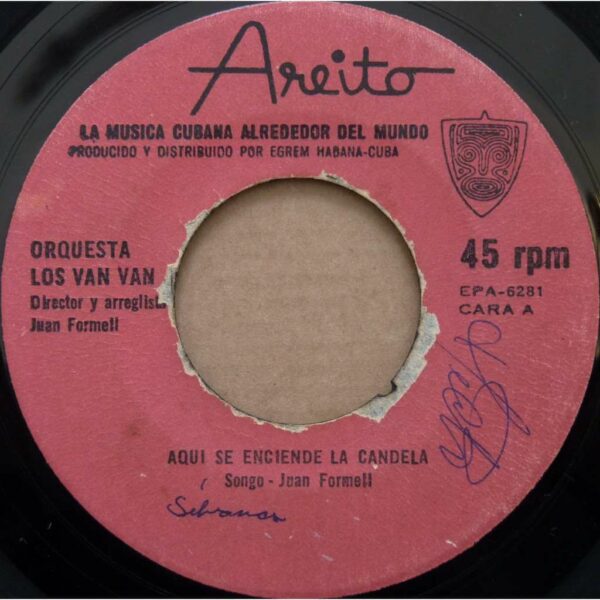 Areito
LA MUSICA CUBANA ALREDEDOR DEL MUNDO
PRODUCIDO Y DISTRIBUIDO POR EGREM HABANA-CUBA
ORQUESTA
LOS VAN VAN
Director y arreglista
Juan Formell
45 rpm
EPA-6281
CARA A
AQUI SE ENCIENDE LA CANDELA
Songo - Juan Formell